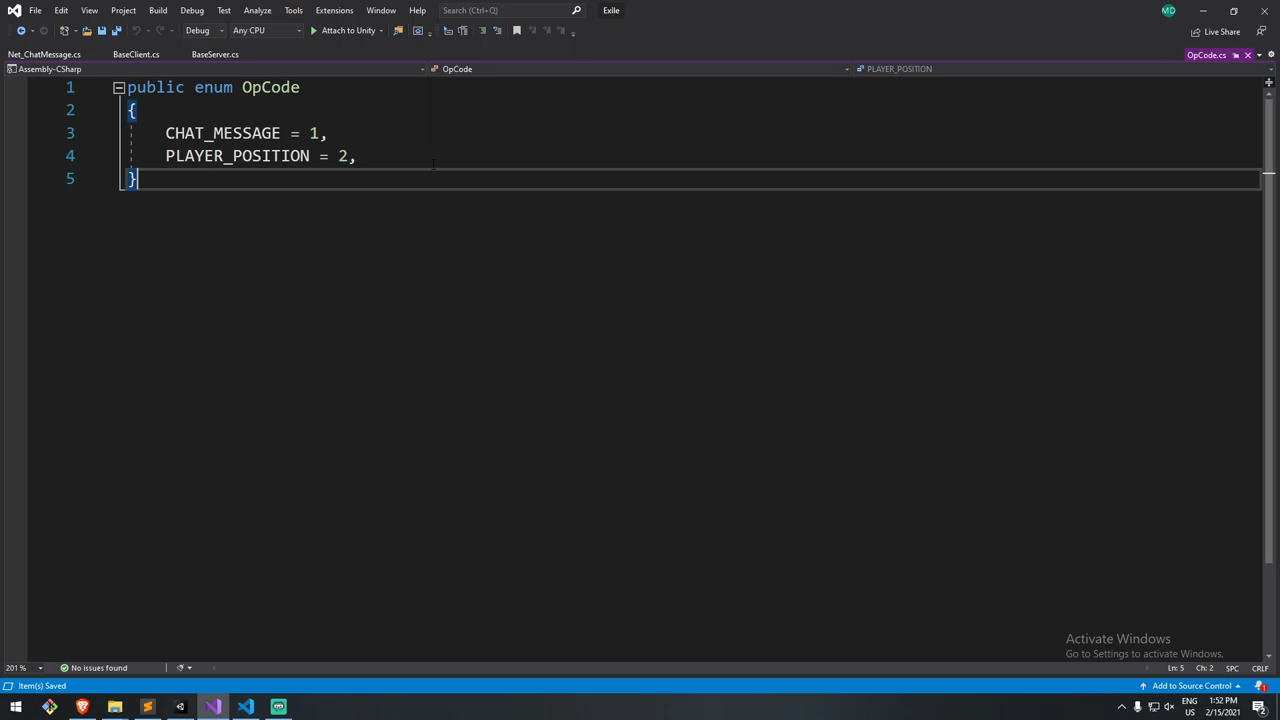 File Edit View Project Build Debug Test Analyze Tools Extensions Window Help Search (Ctrl+Q) Exile MD
Debug Any CPU Attach to Unity Live Share
Net_ChatMessage.cs BaseClient.cs BaseServer.cs OpCode.cs
Assembly-CSharp OpCode PLAYER_POSITION
1 public enum OpCode
2 {
3 CHAT_MESSAGE = 1,
4 PLAYER_POSITION = 2,
5 }
Activate Windows
Go to Settings to activate Windows.
201 % No issues found Ln: 5 Ch: 2 SPC CRLF
Item(s) Saved Add to Source Control 1
ENG 1:52 PM
US 2/15/2021 2